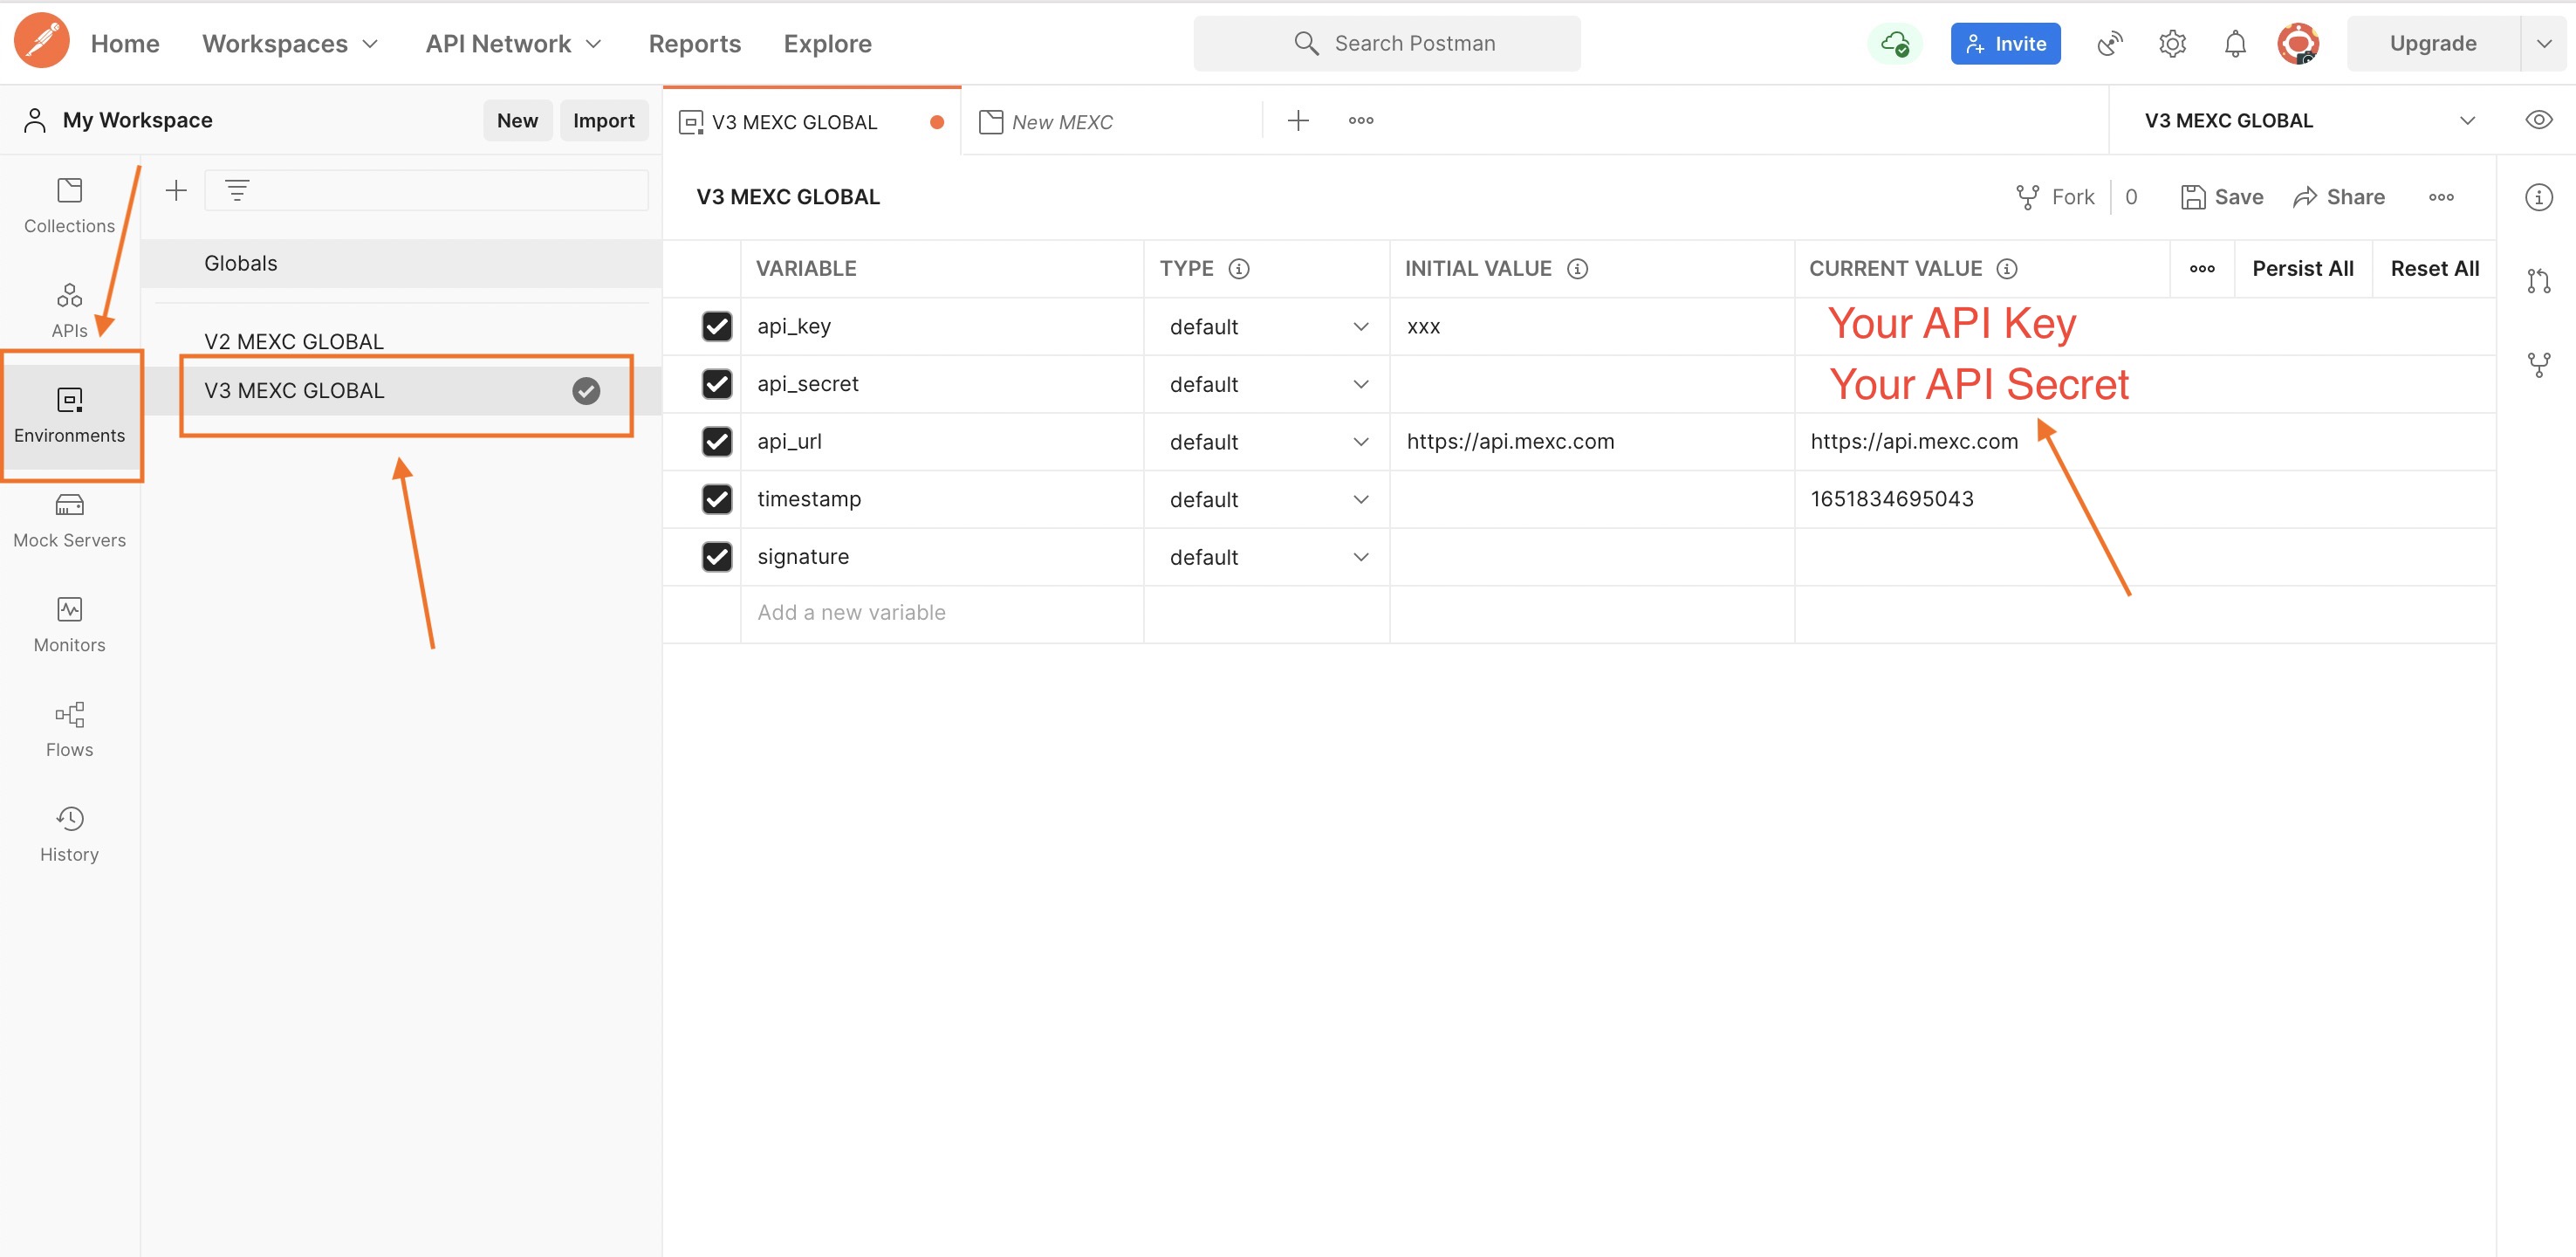 Home Workspaces API Network Reports Explore Search Postman Invite Upgrade
My Workspace New Import V3 MEXC GLOBAL New MEXC V3 MEXC GLOBAL
V3 MEXC GLOBAL Fork 0 Save Share
Collections
Globals
VARIABLE TYPE INITIAL VALUE CURRENT VALUE Persist All Reset All
APIs
V2 MEXC GLOBAL
V3 MEXC GLOBAL
Environments
api_key default xxx Your API Key
api_secret default Your API Secret
api_url default https://api.mexc.com https://api.mexc.com
timestamp default 1651834695043
signature default
Add a new variable
Mock Servers
Monitors
Flows
History